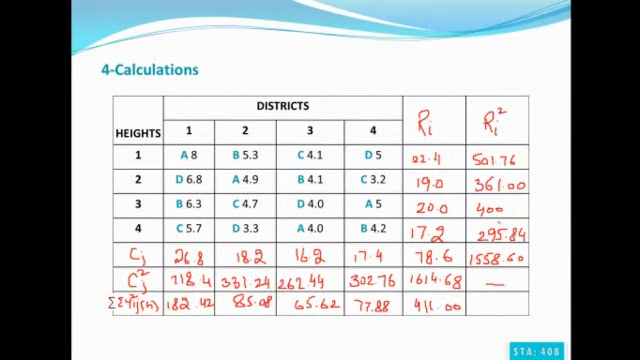 4-Calculations
DISTRICTS Ri Ri²
HEIGHTS 1 2 3 4
1 A 8 B 5.3 C 4.1 D 5 22.4 501.76
2 D 6.8 A 4.9 B 4.1 C 3.2 19.0 361.00
3 B 6.3 C 4.7 D 4.0 A 5 20.0 400
4 C 5.7 D 3.3 A 4.0 B 4.2 17.2 295.84
Cj 26.8 18.2 16.2 17.4 78.6 1558.60
Cj² 718.4 331.24 262.44 302.76 1614.68 —
ΣΣY²ij(k) 182.42 85.08 65.62 77.88 411.00
STA: 408